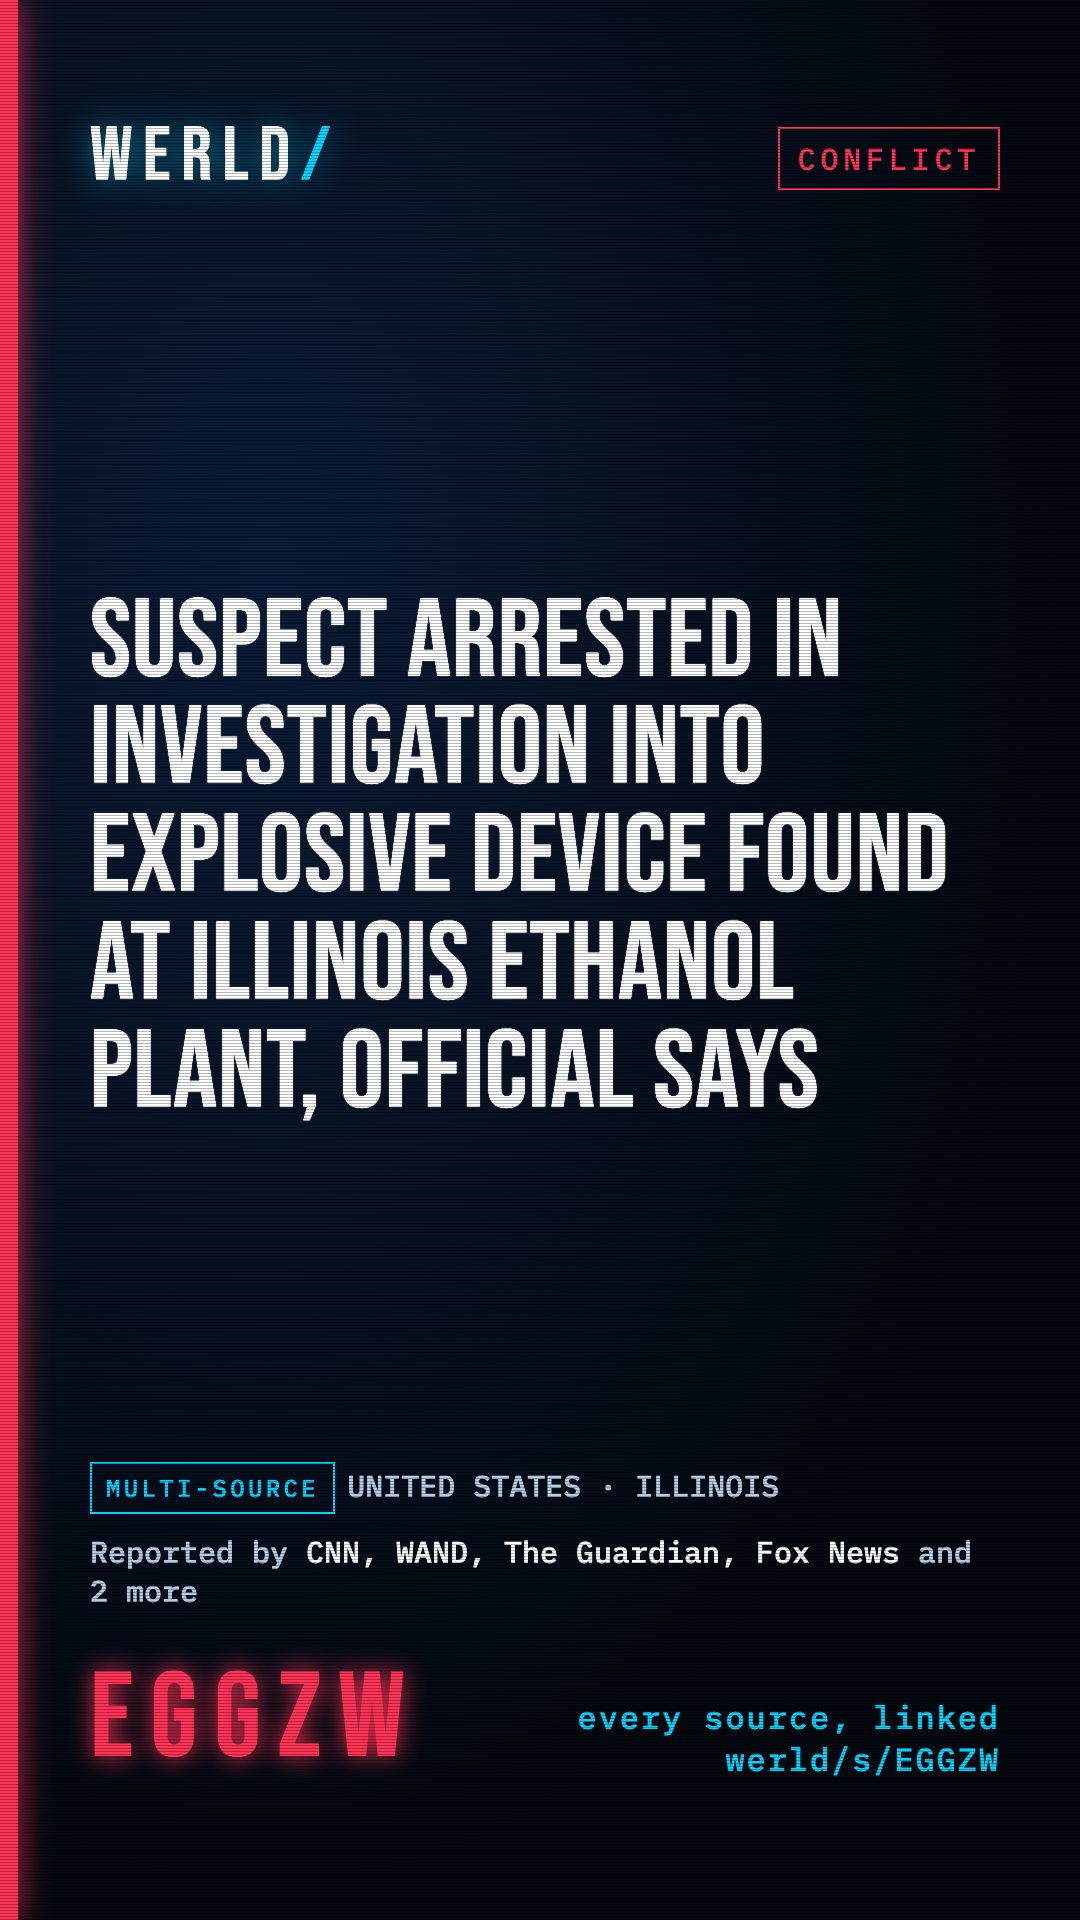 WERLD/
CONFLICT
SUSPECT ARRESTED IN
INVESTIGATION INTO
EXPLOSIVE DEVICE FOUND
AT ILLINOIS ETHANOL
PLANT, OFFICIAL SAYS
MULTI-SOURCE UNITED STATES · ILLINOIS
Reported by CNN, WAND, The Guardian, Fox News and
2 more
EGGZW
every source, linked
werld/s/EGGZW